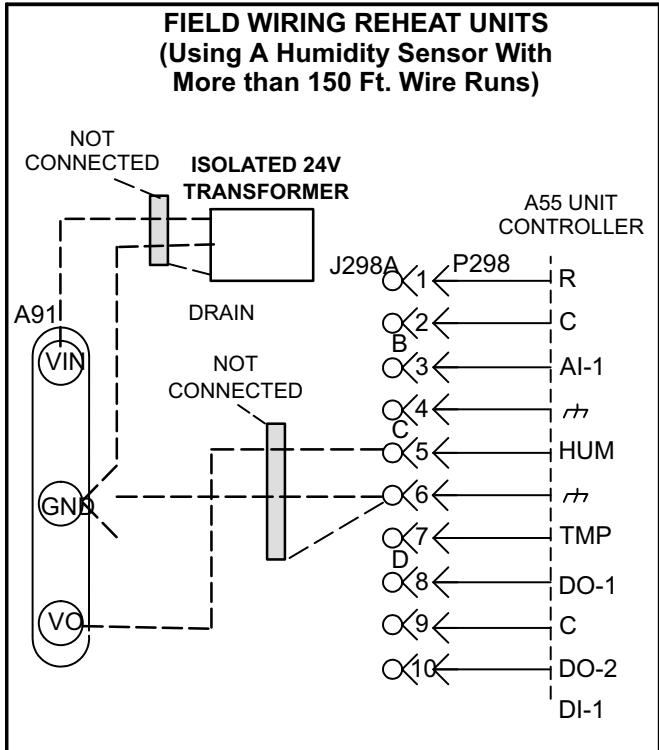 FIELD WIRING REHEAT UNITS
(Using A Humidity Sensor With
More than 150 Ft. Wire Runs)
NOT
CONNECTED
ISOLATED 24V
TRANSFORMER
A55 UNIT
CONTROLLER
J298A
P298
1
R
DRAIN
A91
2
C
B
VIN
3
AI-1
NOT
CONNECTED
4
C
5
HUM
GND
6
7
TMP
D
8
DO-1
VO
9
C
10
DO-2
DI-1